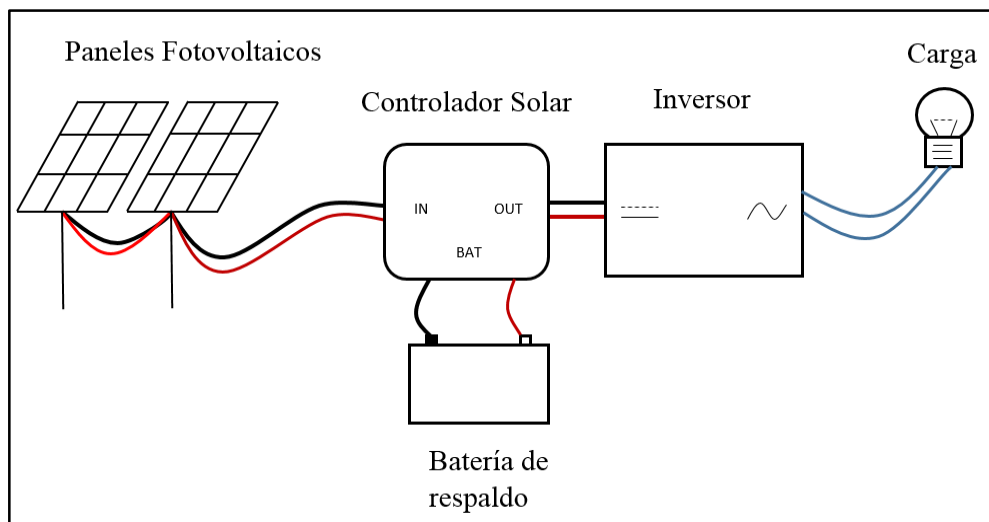 Paneles Fotovoltaicos
Controlador Solar
Inversor
Carga
IN
OUT
BAT
Batería de
respaldo